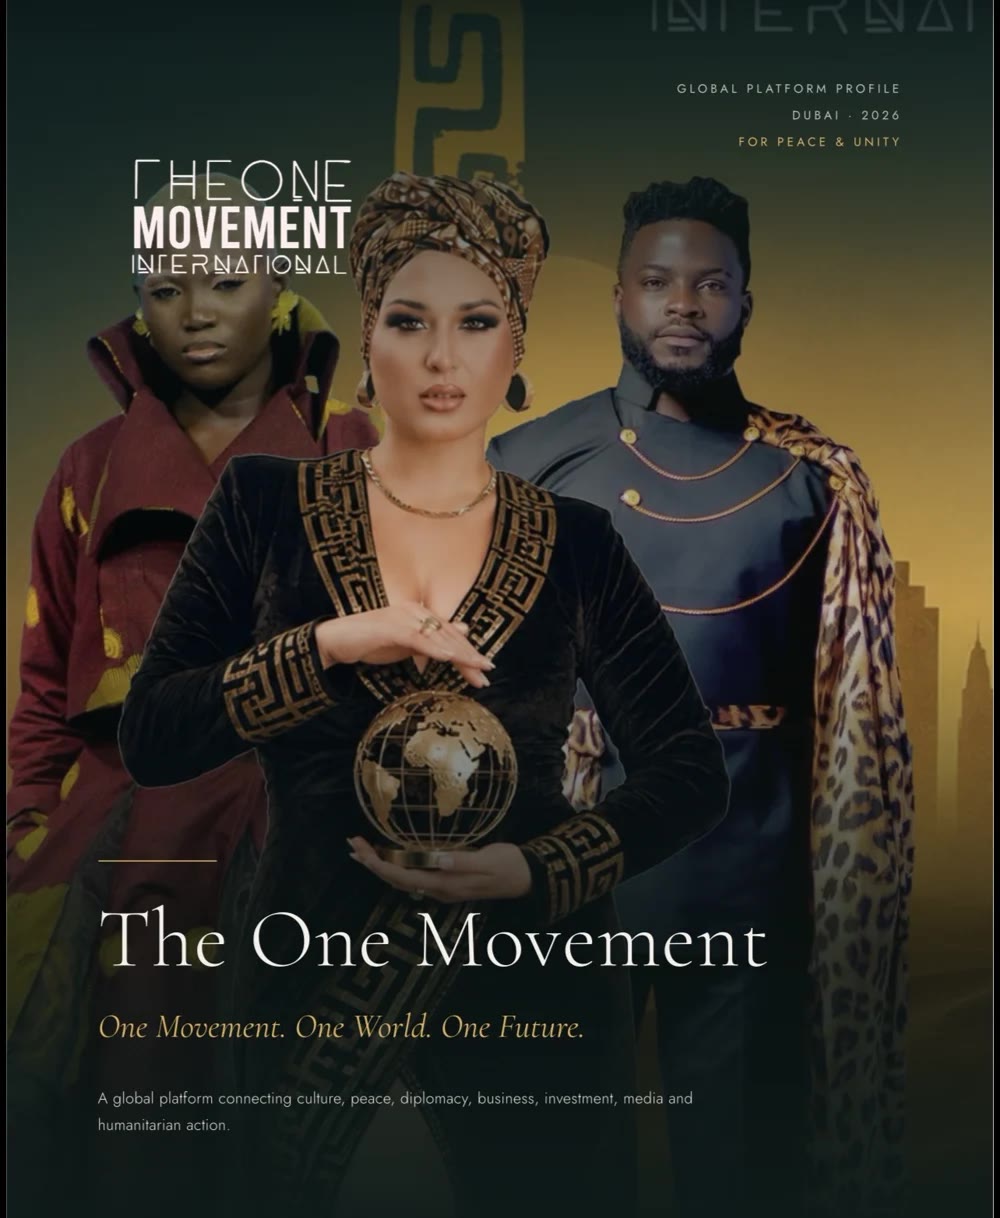 INTERNAT
GLOBAL PLATFORM PROFILE
DUBAI · 2026
FOR PEACE & UNITY
THE ONE
MOVEMENT
INTERNATIONAL
The One Movement
One Movement. One World. One Future.
A global platform connecting culture, peace, diplomacy, business, investment, media and
humanitarian action.